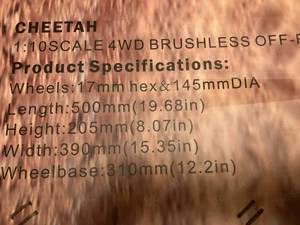 CHEETAH
1:10SCALE 4WD BRUSHLESS OFF-
Product Specifications:
Wheels:17mm hex&145mmDIA
Length:500mm(19.68in)
Height:205mm(8.07in)
Width:390mm(15.35in)
Wheelbase:310mm(12.2in)